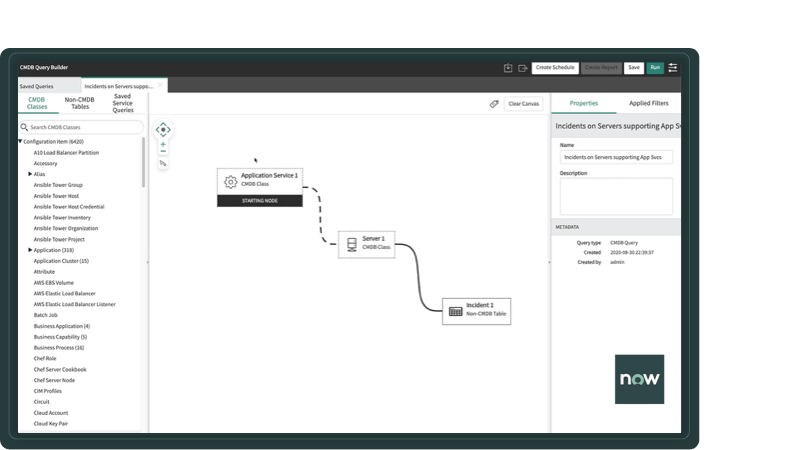 CMDB Query Builder
Create Schedule
Create Report
Save
Run
Saved Queries
Incidents on Servers suppo...
CMDB
Classes
Non-CMDB
Tables
Saved
Service
Queries
Clear Canvas
Properties
Applied Filters
Search CMDB Classes
Configuration Item (6420)
A10 Load Balancer Partition
Accessory
Alias
Ansible Tower Group
Ansible Tower Host
Ansible Tower Host Credential
Ansible Tower Inventory
Ansible Tower Organization
Ansible Tower Project
Application (318)
Application Cluster (15)
Attribute
AWS EBS Volume
AWS Elastic Load Balancer
AWS Elastic Load Balancer Listener
Batch Job
Business Application (4)
Business Capability (5)
Business Process (16)
Chef Role
Chef Server Cookbook
Chef Server Node
CIM Profiles
Circuit
Cloud Account
Cloud Key Pair
Application Service 1
CMDB Class
STARTING NODE
Server 1
CMDB Class
Incident 1
Non-CMDB Table
Incidents on Servers supporting App Sv
Name
Incidents on Servers supporting App Svcs
Description
METADATA
Query type CMDB Query
Created 2020-08-30 22:39:37
Created by admin
now